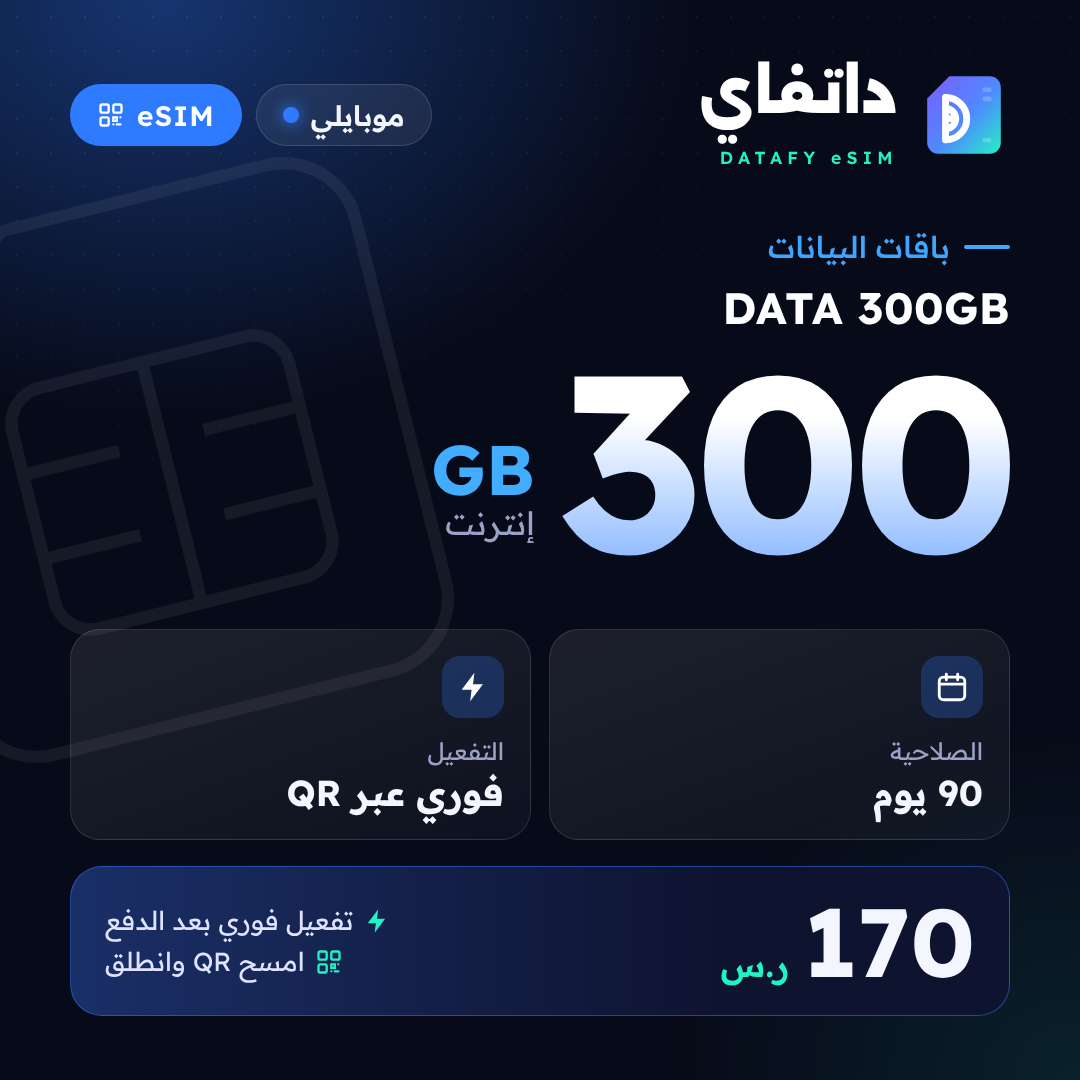 داتفاي
DATAFY eSIM
موبايلي
eSIM
باقات البيانات
DATA 300GB
300 GB
إنترنت
الصلاحية
90 يوم
التفعيل
فوري عبر QR
170 ر.س
تفعيل فوري بعد الدفع
امسح QR وانطلق